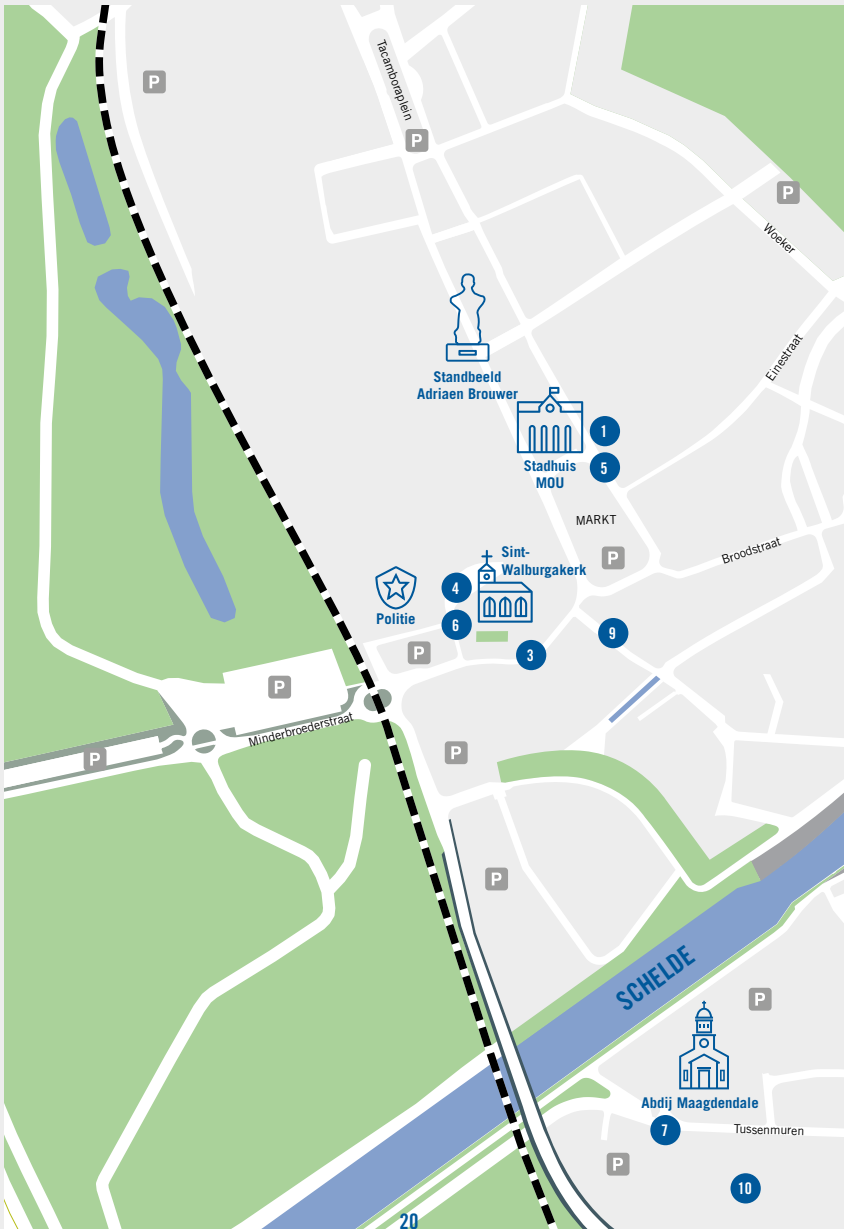 Tacamboraplein
P
P
P
Woeker
Einestraat
Standbeeld
Adriaen Brouwer
1
Stadhuis
MOU
5
MARKT
P
Broodstraat
Sint-
Walburgakerk
4
Politie
6
9
P
3
P
Minderbroederstraat
P
P
P
SCHELDE
P
Abdij Maagdendale
7
Tussenmuren
P
10
20